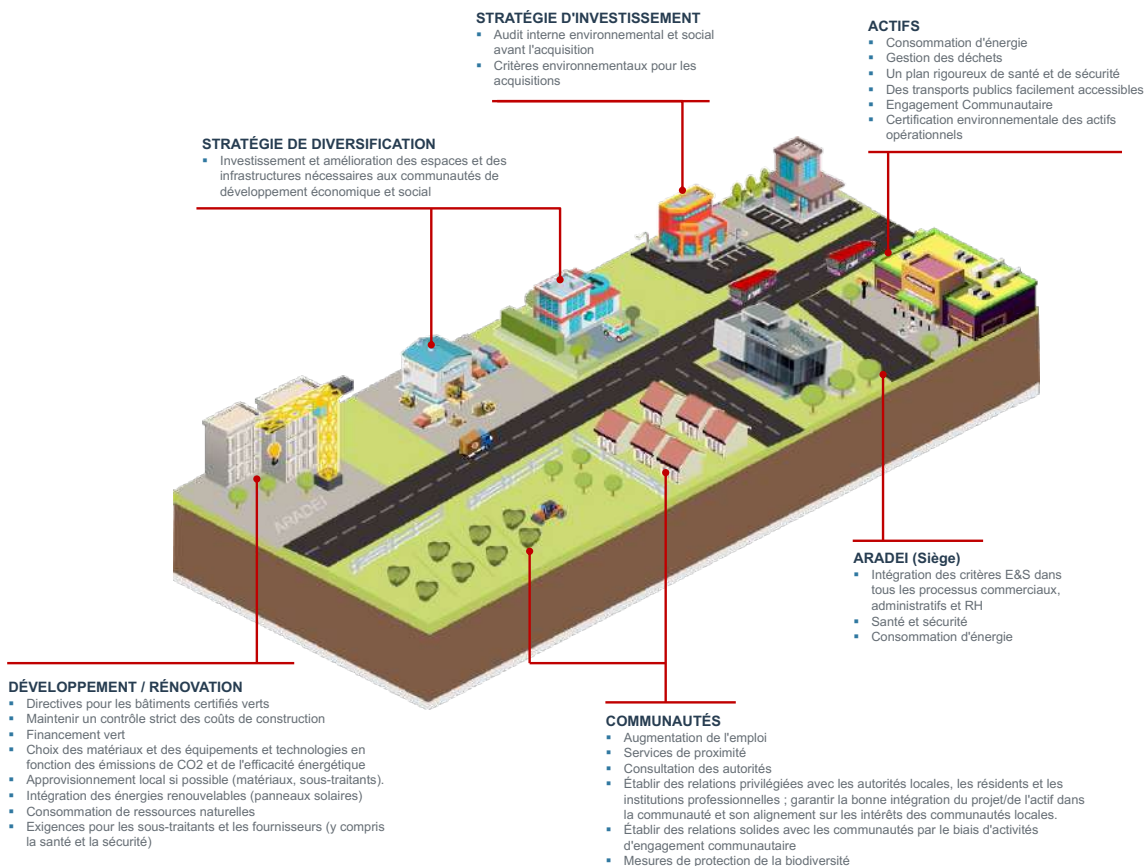 STRATÉGIE D'INVESTISSEMENT
▪ Audit interne environnemental et social
avant l'acquisition
▪ Critères environnementaux pour les
acquisitions
ACTIFS
▪ Consommation d'énergie
▪ Gestion des déchets
▪ Un plan rigoureux de santé et de sécurité
▪ Des transports publics facilement accessibles
▪ Engagement Communautaire
▪ Certification environnementale des actifs
opérationnels
STRATÉGIE DE DIVERSIFICATION
▪ Investissement et amélioration des espaces et des
infrastructures nécessaires aux communautés de
développement économique et social
ARADEI
ARADEI (Siège)
▪ Intégration des critères E&S dans
tous les processus commerciaux,
administratifs et RH
▪ Santé et sécurité
▪ Consommation d'énergie
DÉVELOPPEMENT / RÉNOVATION
▪ Directives pour les bâtiments certifiés verts
▪ Maintenir un contrôle strict des coûts de construction
▪ Financement vert
▪ Choix des matériaux et des équipements et technologies en
fonction des émissions de CO2 et de l'efficacité énergétique
▪ Approvisionnement local si possible (matériaux, sous-traitants).
▪ Intégration des énergies renouvelables (panneaux solaires)
▪ Consommation de ressources naturelles
▪ Exigences pour les sous-traitants et les fournisseurs (y compris
la santé et la sécurité)
COMMUNAUTÉS
▪ Augmentation de l'emploi
▪ Services de proximité
▪ Consultation des autorités
▪ Établir des relations privilégiées avec les autorités locales, les résidents et les
institutions professionnelles ; garantir la bonne intégration du projet/de l'actif dans
la communauté et son alignement sur les intérêts des communautés locales.
▪ Établir des relations solides avec les communautés par le biais d'activités
d'engagement communautaire
▪ Mesures de protection de la biodiversité